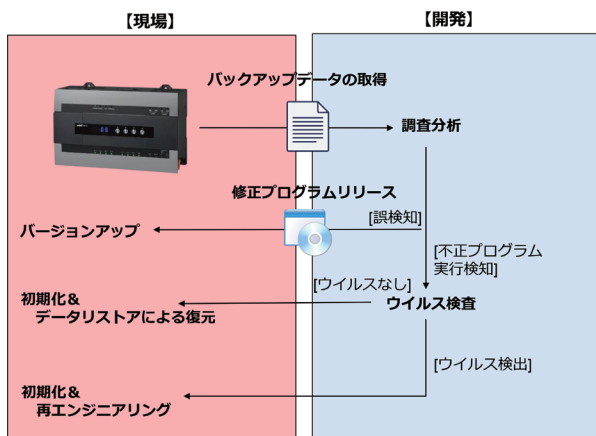 【現場】
【開発】
バックアップデータの取得
調査分析
修正プログラムリリース
[誤検知]
バージョンアップ
[不正プログラム
実行検知]
[ウイルスなし]
初期化＆
データリストアによる復元
ウイルス検査
[ウイルス検出]
初期化＆
再エンジニアリング